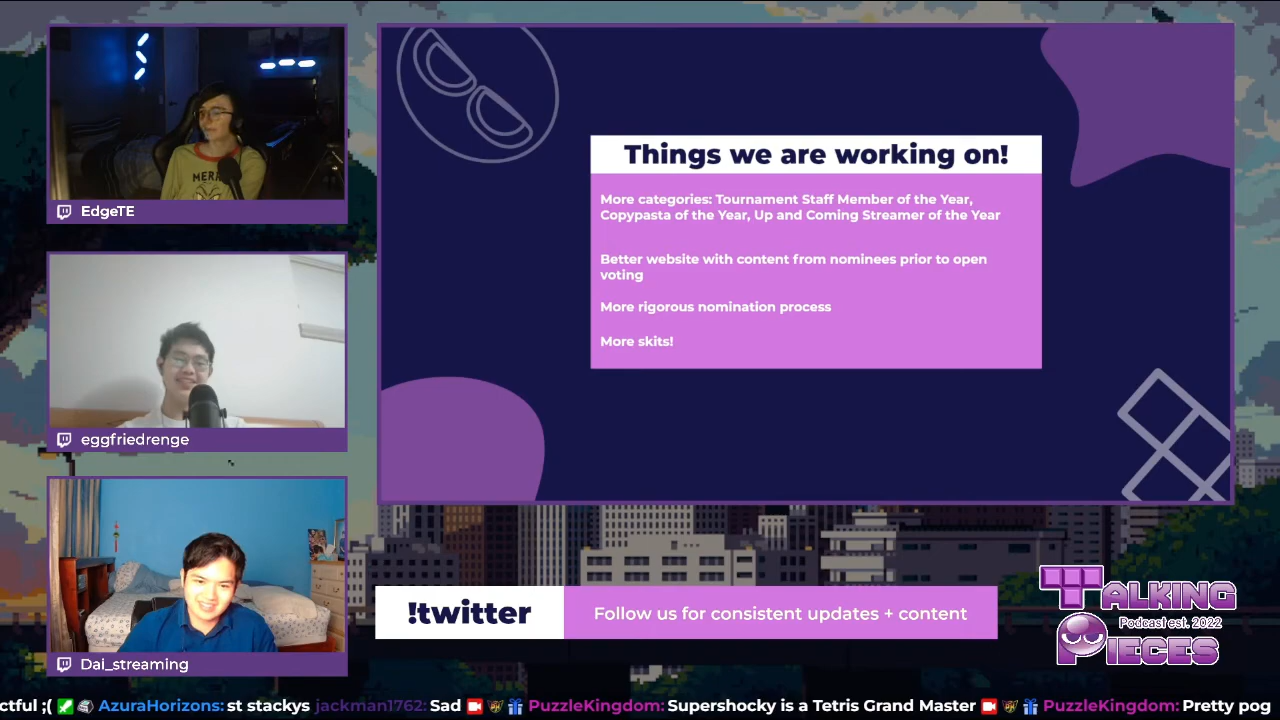 MERR
EdgeTE
eggfriedrenge
Dai_streaming
Things we are working on!
More categories: Tournament Staff Member of the Year,
Copypasta of the Year, Up and Coming Streamer of the Year
Better website with content from nominees prior to open
voting
More rigorous nomination process
More skits!
!twitter
Follow us for consistent updates + content
TALKING
Podcast est. 2022
PIECES
ctful ;( AzuraHorizons: st stackys jackman1762: Sad PuzzleKingdom: Supershocky is a Tetris Grand Master PuzzleKingdom: Pretty pog